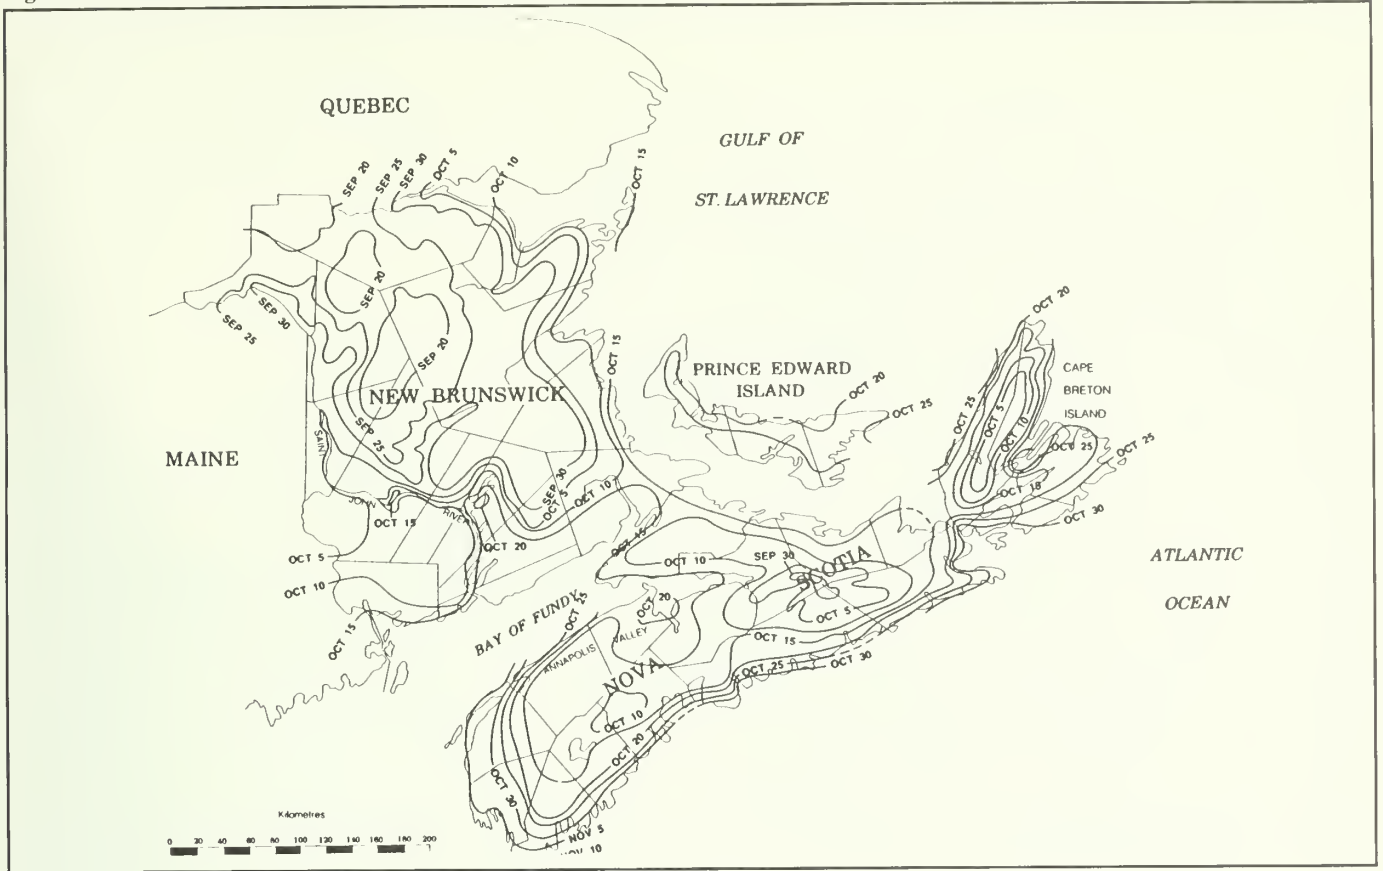 QUEBEC
GULF OF
ST. LAWRENCE
OCT 15
SEP 20
SEP 25
SEP 30
OCT 5
OCT 10
SEP 20
SEP 30
SEP 25
SEP 20
OCT 15
OCT 20
PRINCE EDWARD
ISLAND
OCT 20
OCT 25
CAPE
BRETON
ISLAND
OCT 25
OCT 5
OCT 10
OCT 25
OCT 25
OCT 15
OCT 30
NEW BRUNSWICK
SEP 25
MAINE
SAINT
JOHN
RIVER
OCT 15
OCT 20
SEP 30
OCT 5
OCT 10
OCT 15
OCT 5
OCT 10
OCT 15
OCT 10
SEP 30
SCOTIA
OCT 5
OCT 15
ATLANTIC
OCEAN
BAY OF FUNDY
OCT 25
OCT 20
VALLEY
ANNAPOLIS
NOVA
OCT 25
OCT 30
OCT 10
OCT 20
OCT 30
NOV 5
NOV 10
Kilometres
0 20 40 60 80 100 120 140 160 180 200